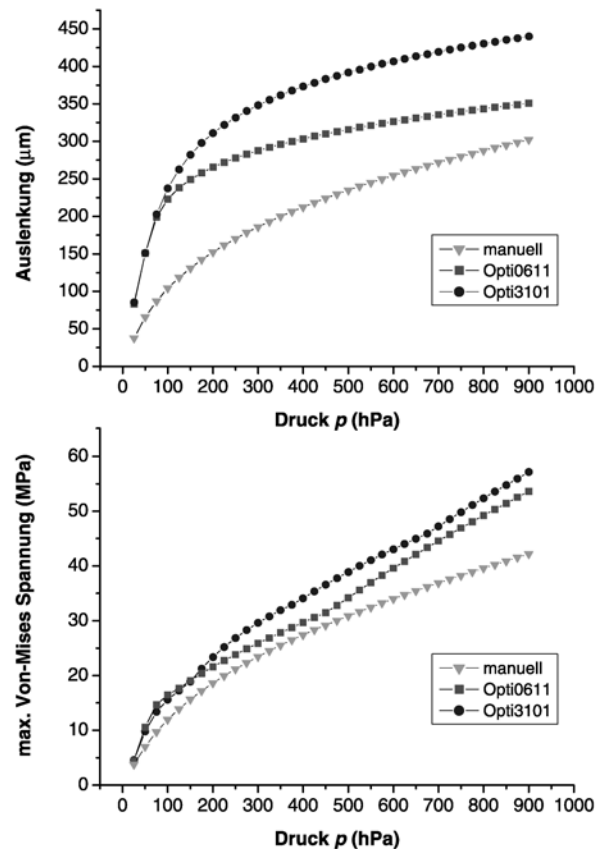 Auslenkung (µm)
450
400
350
300
250
200
150
100
50
0
manuell
Opti0611
Opti3101
0 100 200 300 400 500 600 700 800 900 1000
Druck p (hPa)
max. Von-Mises Spannung (MPa)
60
50
40
30
20
10
0
manuell
Opti0611
Opti3101
0 100 200 300 400 500 600 700 800 900 1000
Druck p (hPa)